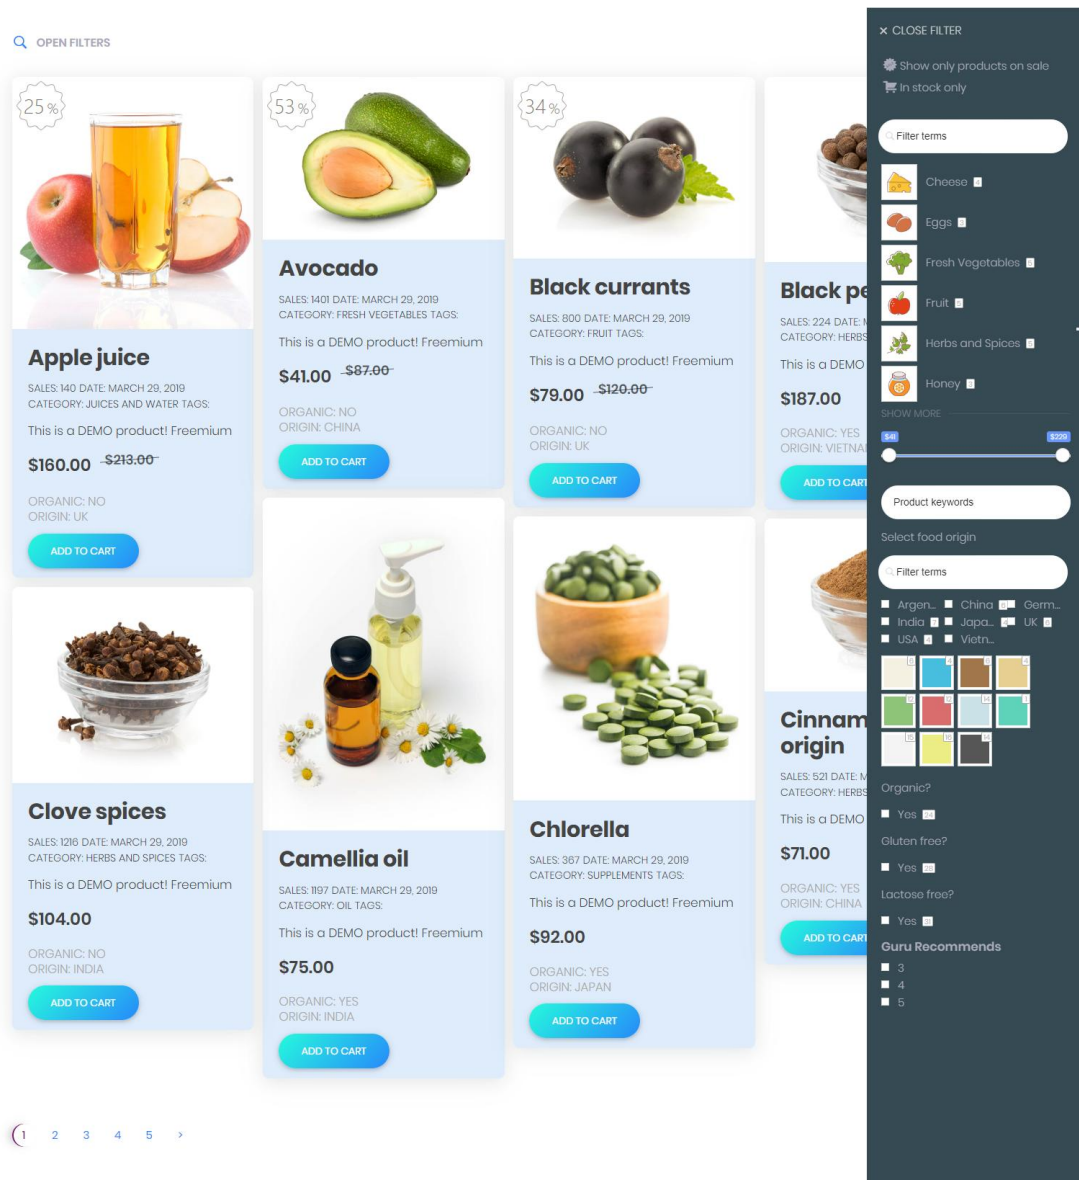 OPEN FILTERS
25 %
Apple juice
SALES: 140 DATE: MARCH 29, 2019
CATEGORY: JUICES AND WATER TAGS:
This is a DEMO product! Freemium
$160.00 $213.00
ORGANIC: NO
ORIGIN: UK
ADD TO CART
Clove spices
SALES: 1216 DATE: MARCH 29, 2019
CATEGORY: HERBS AND SPICES TAGS:
This is a DEMO product! Freemium
$104.00
ORGANIC: NO
ORIGIN: INDIA
ADD TO CART
53 %
Avocado
SALES: 1401 DATE: MARCH 29, 2019
CATEGORY: FRESH VEGETABLES TAGS:
This is a DEMO product! Freemium
$41.00 $87.00
ORGANIC: NO
ORIGIN: CHINA
ADD TO CART
Camellia oil
SALES: 1197 DATE: MARCH 29, 2019
CATEGORY: OIL TAGS:
This is a DEMO product! Freemium
$75.00
ORGANIC: YES
ORIGIN: INDIA
ADD TO CART
34 %
Black currants
SALES: 800 DATE: MARCH 29, 2019
CATEGORY: FRUIT TAGS:
This is a DEMO product! Freemium
$79.00 $120.00
ORGANIC: NO
ORIGIN: UK
ADD TO CART
Chlorella
SALES: 367 DATE: MARCH 29, 2019
CATEGORY: SUPPLEMENTS TAGS:
This is a DEMO product! Freemium
$92.00
ORGANIC: YES
ORIGIN: JAPAN
ADD TO CART
Black pe
SALES: 224 DATE:
CATEGORY: HERBS
This is a DEMO
$187.00
ORGANIC: YES
ORIGIN: VIETNA
ADD TO CART
Cinnam
origin
SALES: 521 DATE: M
CATEGORY: HERBS
This is a DEMO
$71.00
ORGANIC: YES
ORIGIN: CHINA
ADD TO CART
1 2 3 4 5 >
× CLOSE FILTER
Show only products on sale
In stock only
Filter terms
Cheese 4
Eggs 3
Fresh Vegetables
Fruit
Herbs and Spices
Honey 3
SHOW MORE
$41 $229
Product keywords
Select food origin
Filter terms
Argen... China Germ...
India 7 Japa... UK
USA 4 Vietn...
Organic?
Yes 24
Gluten free?
Yes
Lactose free?
Yes
Guru Recommends
3
4
5